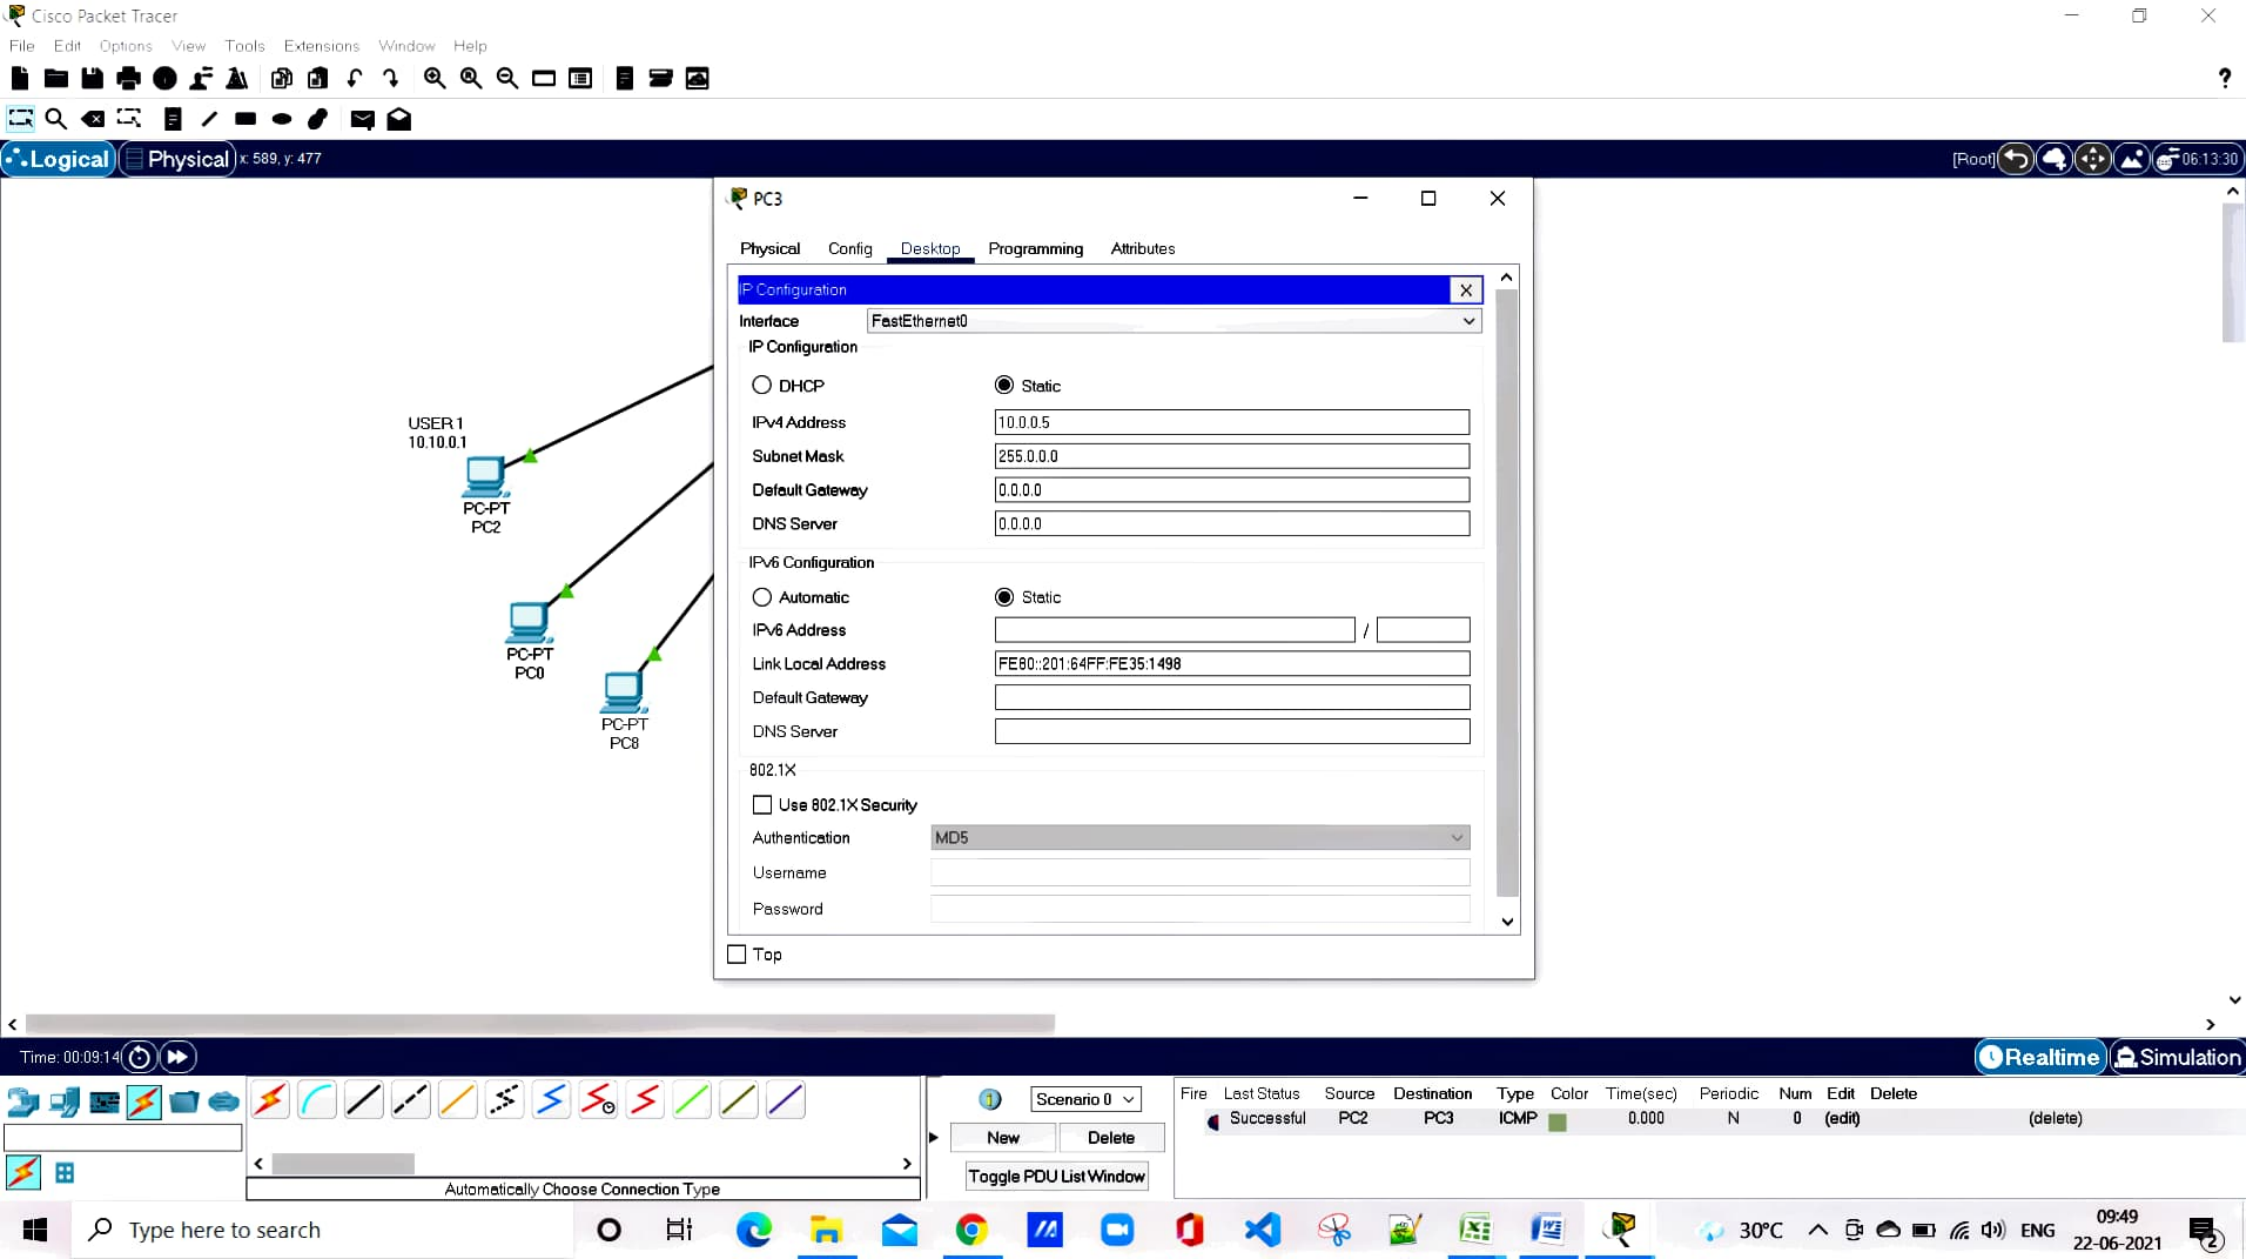 Cisco Packet Tracer
File Edit Options View Tools Extensions Window Help
?
Logical Physical x: 589, y: 477 [Root] 06:13:30
PC3
Physical Config Desktop Programming Attributes
IP Configuration X
Interface FastEthernet0
IP Configuration
DHCP Static
IPv4 Address 10.0.0.5
Subnet Mask 255.0.0.0
Default Gateway 0.0.0.0
DNS Server 0.0.0.0
IPv6 Configuration
Automatic Static
IPv6 Address /
Link Local Address FE80::201:64FF:FE35:1498
Default Gateway
DNS Server
802.1X
Use 802.1X Security
Authentication MD5
Username
Password
Top
USER 1
10.10.0.1
PC-PT
PC2
PC-PT
PC0
PC-PT
PC8
Time: 00:09:14 Realtime Simulation
Scenario 0
New Delete
Toggle PDU List Window
Automatically Choose Connection Type
Fire Last Status Source Destination Type Color Time(sec) Periodic Num Edit Delete
Successful PC2 PC3 ICMP 0.000 N 0 (edit) (delete)
Type here to search
30°C ENG 09:49
22-06-2021
2